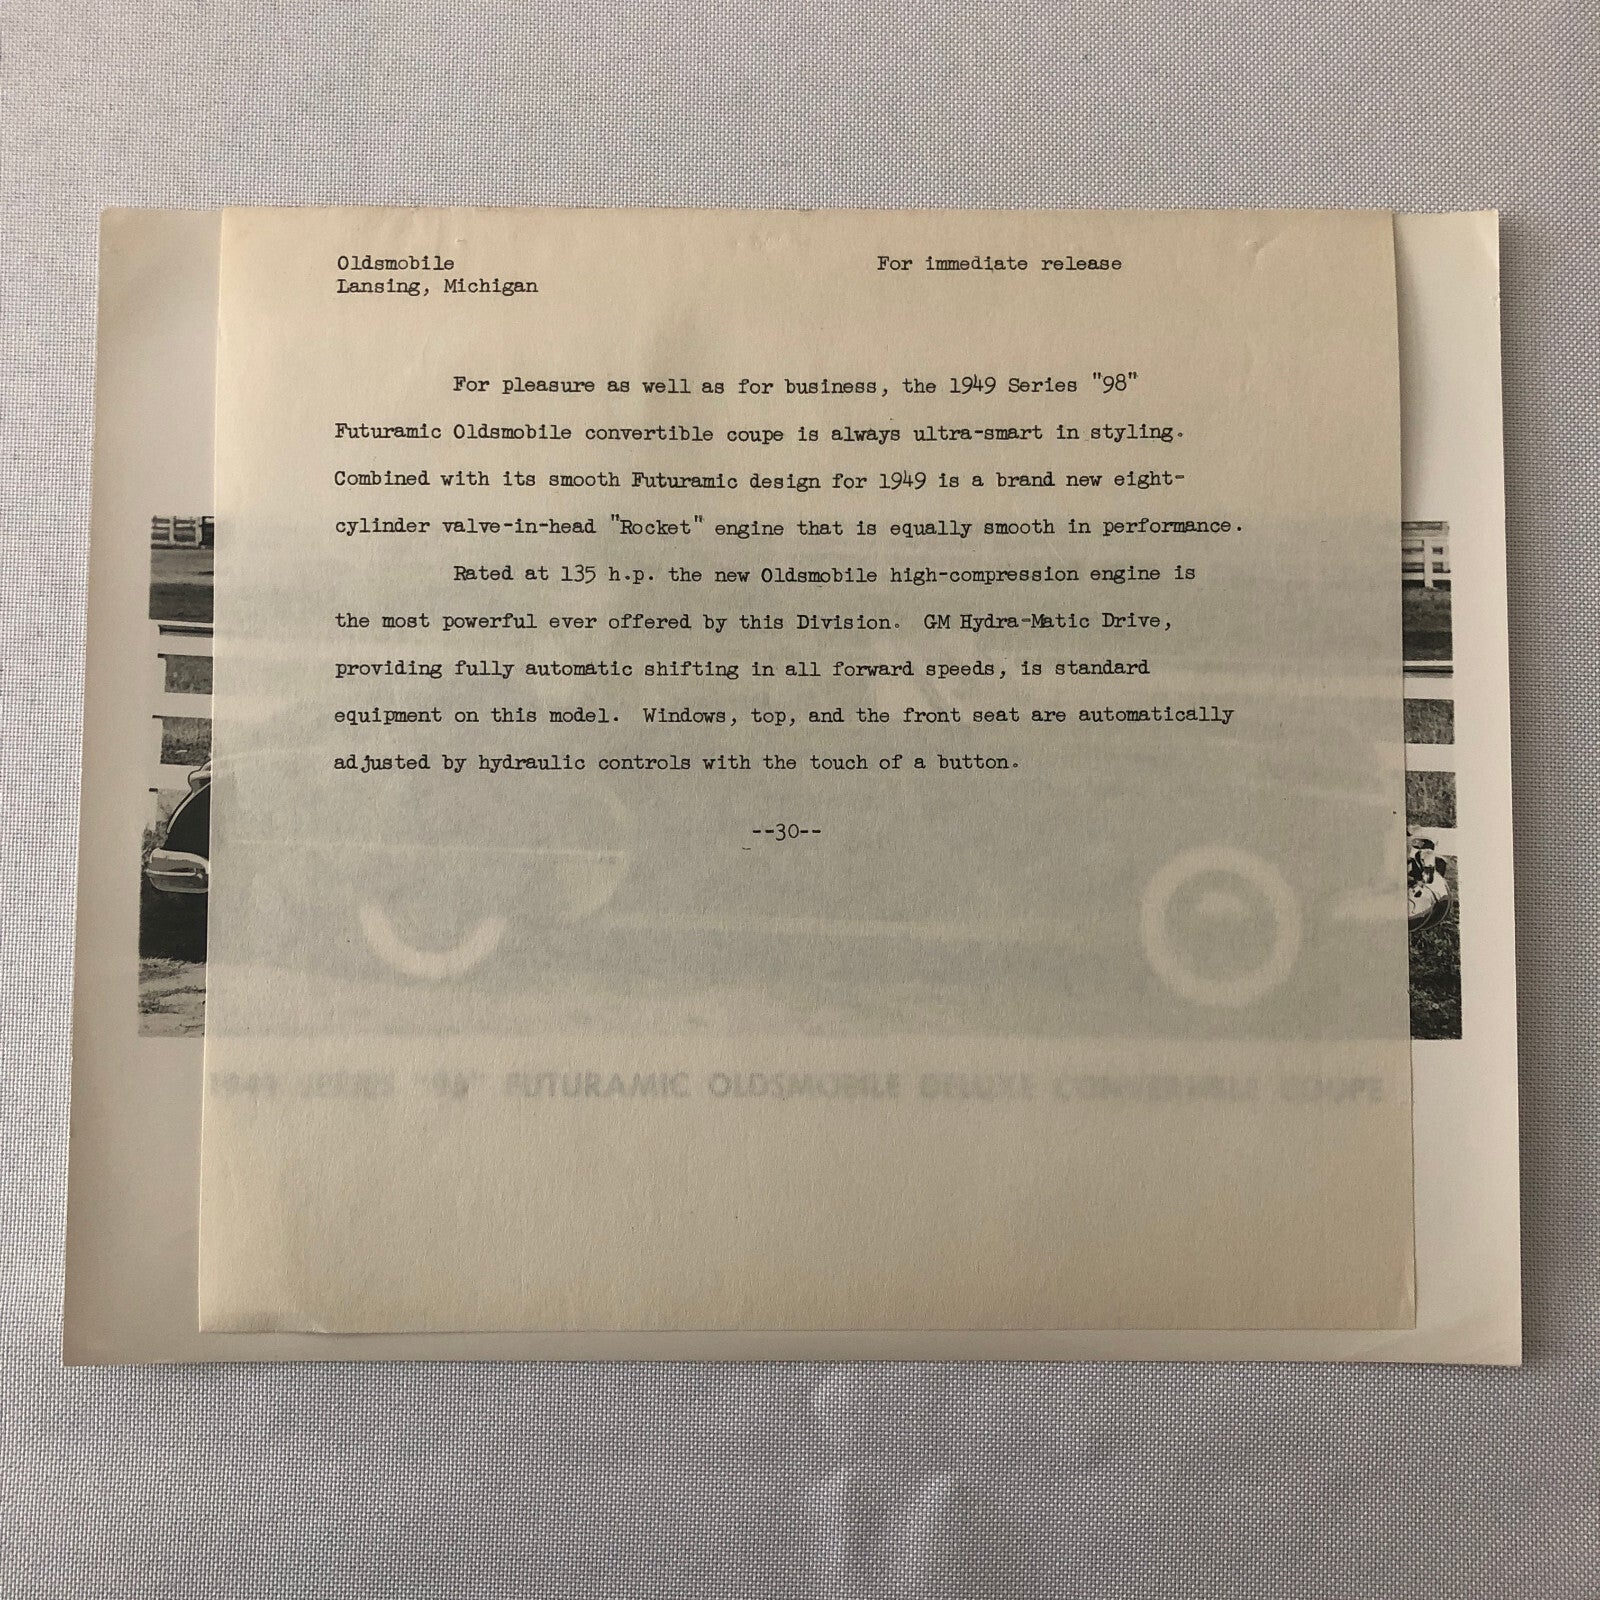 Oldsmobile For immediate release
Lansing, Michigan
For pleasure as well as for business, the 1949 Series "98"
Futuramic Oldsmobile convertible coupe is always ultra-smart in styling.
Combined with its smooth Futuramic design for 1949 is a brand new eight-
cylinder valve-in-head "Rocket" engine that is equally smooth in performance.
Rated at 135 h.p. the new Oldsmobile high-compression engine is
the most powerful ever offered by this Division. GM Hydra-Matic Drive,
providing fully automatic shifting in all forward speeds, is standard
equipment on this model. Windows, top, and the front seat are automatically
adjusted by hydraulic controls with the touch of a button.
--30--
1949 SERIES "98" FUTURAMIC OLDSMOBILE DELUXE CONVERTIBLE COUPE